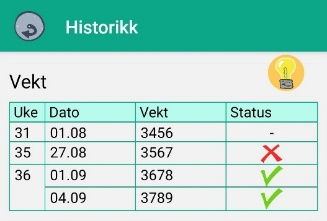 Historikk
Vekt
Uke Dato Vekt Status
31 01.08 3456 -
35 27.08 3567
36 01.09 3678
04.09 3789